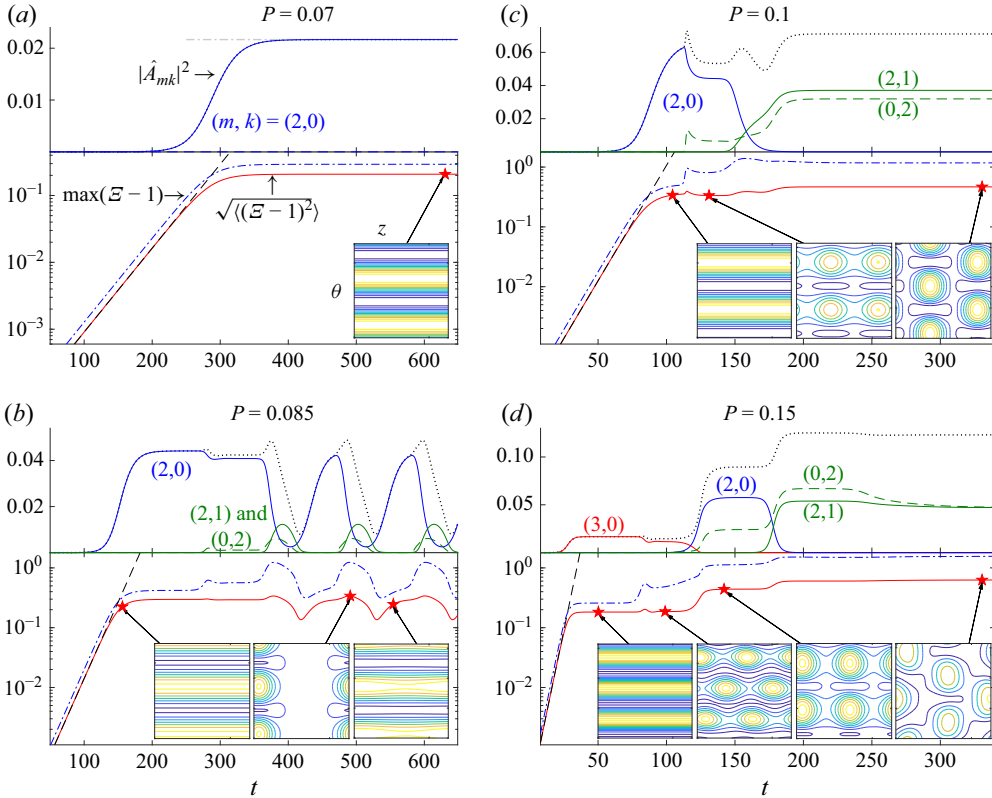 (a)
P = 0.07
0.02
0.01
|Â_{mk}|²
(m, k) = (2,0)
10⁻¹
10⁻²
10⁻³
max(Ξ − 1)
√⟨(Ξ − 1)²⟩
z
θ
100 200 300 400 500 600
(c)
P = 0.1
0.06
0.04
0.02
0
(2,0)
(2,1)
(0,2)
10⁰
10⁻¹
10⁻²
50 100 150 200 250 300
(b)
P = 0.085
0.04
0.02
0
(2,0)
(2,1) and
(0,2)
10⁰
10⁻¹
10⁻²
100 200 300 400 500 600
t
(d)
P = 0.15
0.10
0.05
0
(3,0)
(2,0)
(0,2)
(2,1)
10⁰
10⁻¹
10⁻²
50 100 150 200 250 300
t